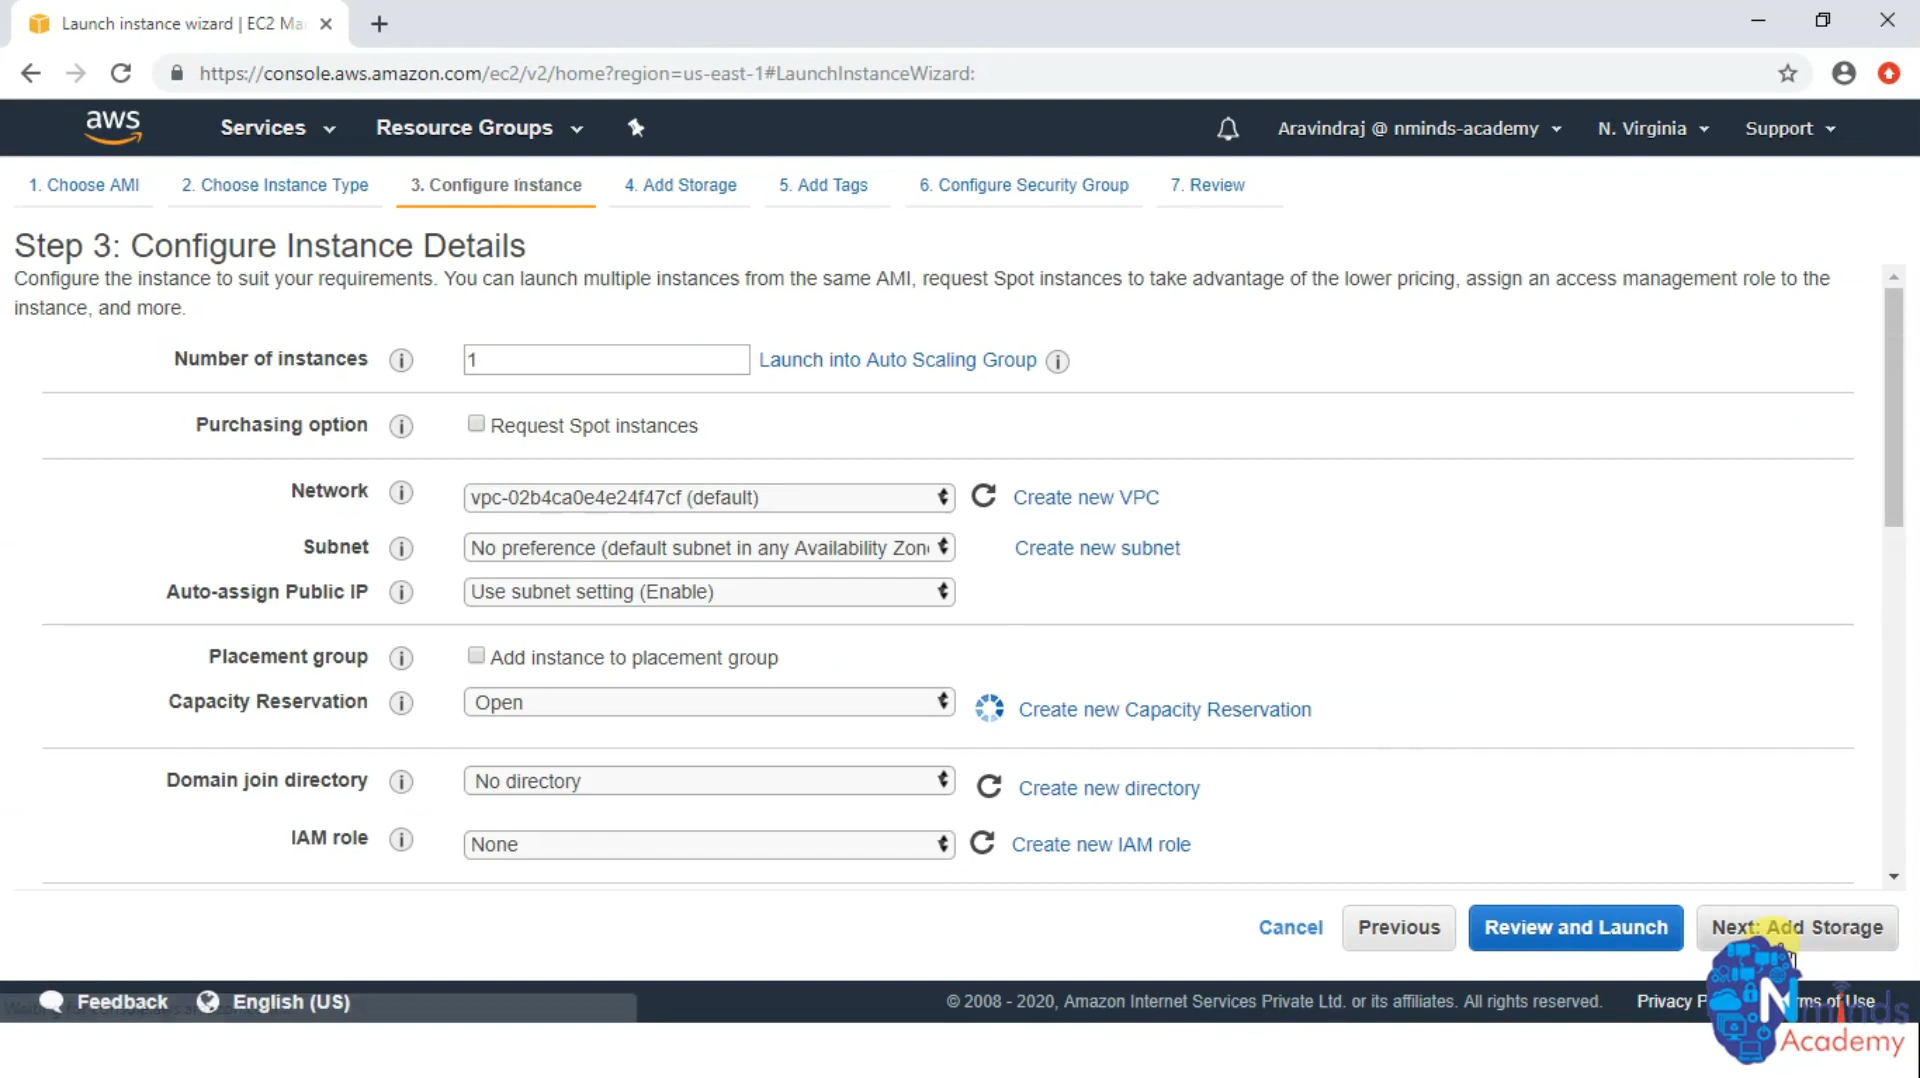 Launch instance wizard | EC2 Ma
https://console.aws.amazon.com/ec2/v2/home?region=us-east-1#LaunchInstanceWizard:
aws Services Resource Groups Aravindraj @ nminds-academy N. Virginia Support
1. Choose AMI 2. Choose Instance Type 3. Configure Instance 4. Add Storage 5. Add Tags 6. Configure Security Group 7. Review
Step 3: Configure Instance Details
Configure the instance to suit your requirements. You can launch multiple instances from the same AMI, request Spot instances to take advantage of the lower pricing, assign an access management role to the
instance, and more.
Number of instances 1 Launch into Auto Scaling Group
Purchasing option Request Spot instances
Network vpc-02b4ca0e4e24f47cf (default) Create new VPC
Subnet No preference (default subnet in any Availability Zon Create new subnet
Auto-assign Public IP Use subnet setting (Enable)
Placement group Add instance to placement group
Capacity Reservation Open Create new Capacity Reservation
Domain join directory No directory Create new directory
IAM role None Create new IAM role
Cancel Previous Review and Launch Next: Add Storage
Feedback English (US) © 2008 - 2020, Amazon Internet Services Private Ltd. or its affiliates. All rights reserved. Privacy P ms of Use
Nminds
Academy